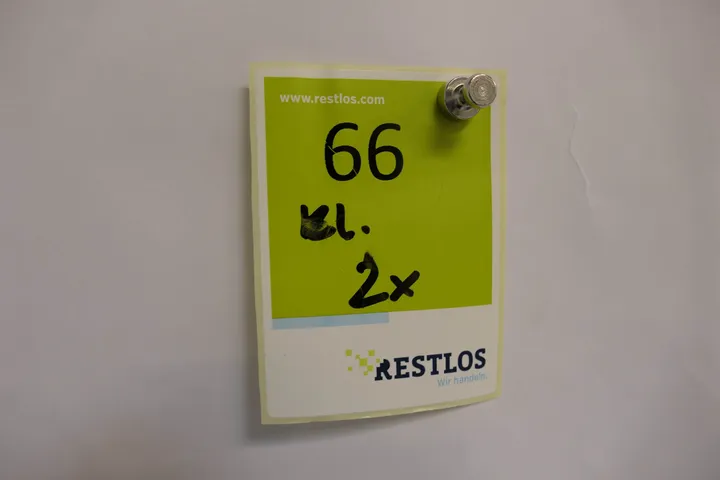 www.restlos.com
66
kl.
2x
RESTLOS
Wir handeln.